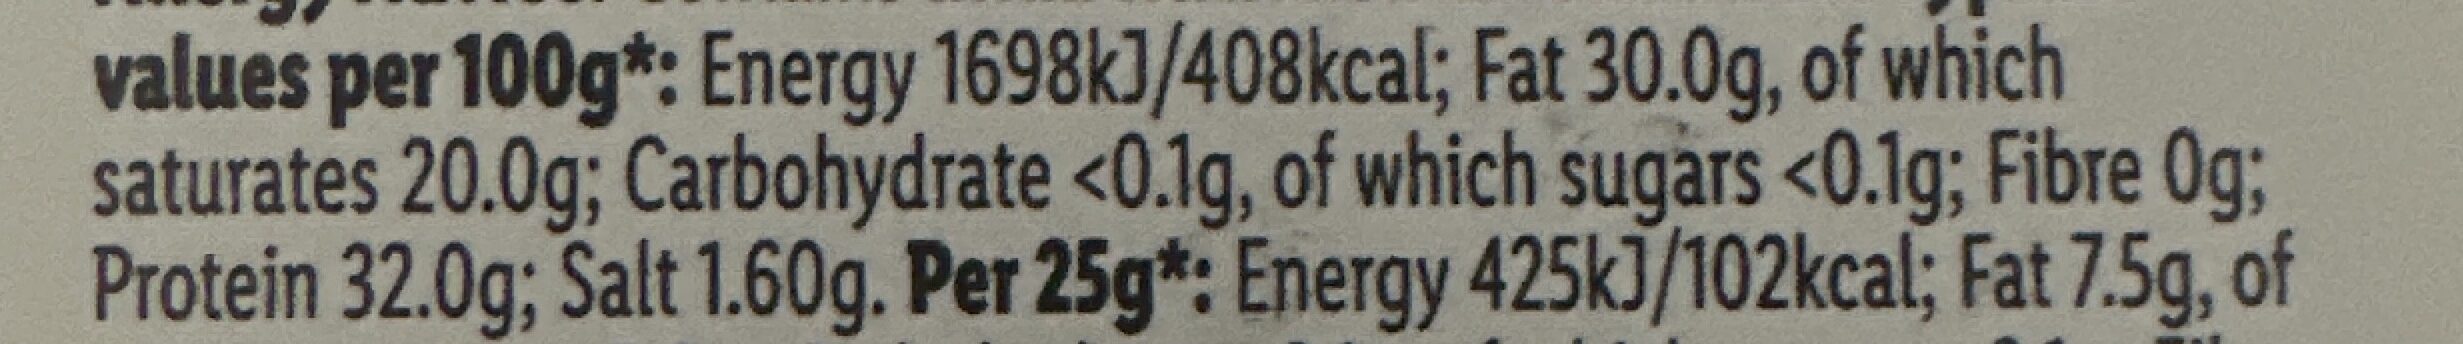 values per 100g*: Energy 1698kJ/408kcal; Fat 30.0g, of which
saturates 20.0g; Carbohydrate <0.1g, of which sugars <0.1g; Fibre 0g;
Protein 32.0g; Salt 1.60g. Per 25g*: Energy 425kJ/102kcal; Fat 7.5g, of